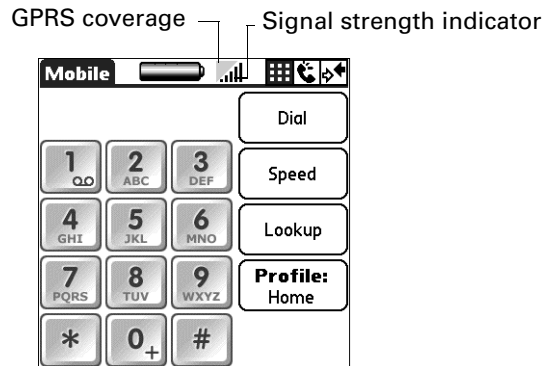 GPRS coverage
Signal strength indicator
Mobile
Dial
1
2 ABC
3 DEF
Speed
4 GHI
5 JKL
6 MNO
Lookup
7 PQRS
8 TUV
9 WXYZ
Profile:
Home
*
0 +
#